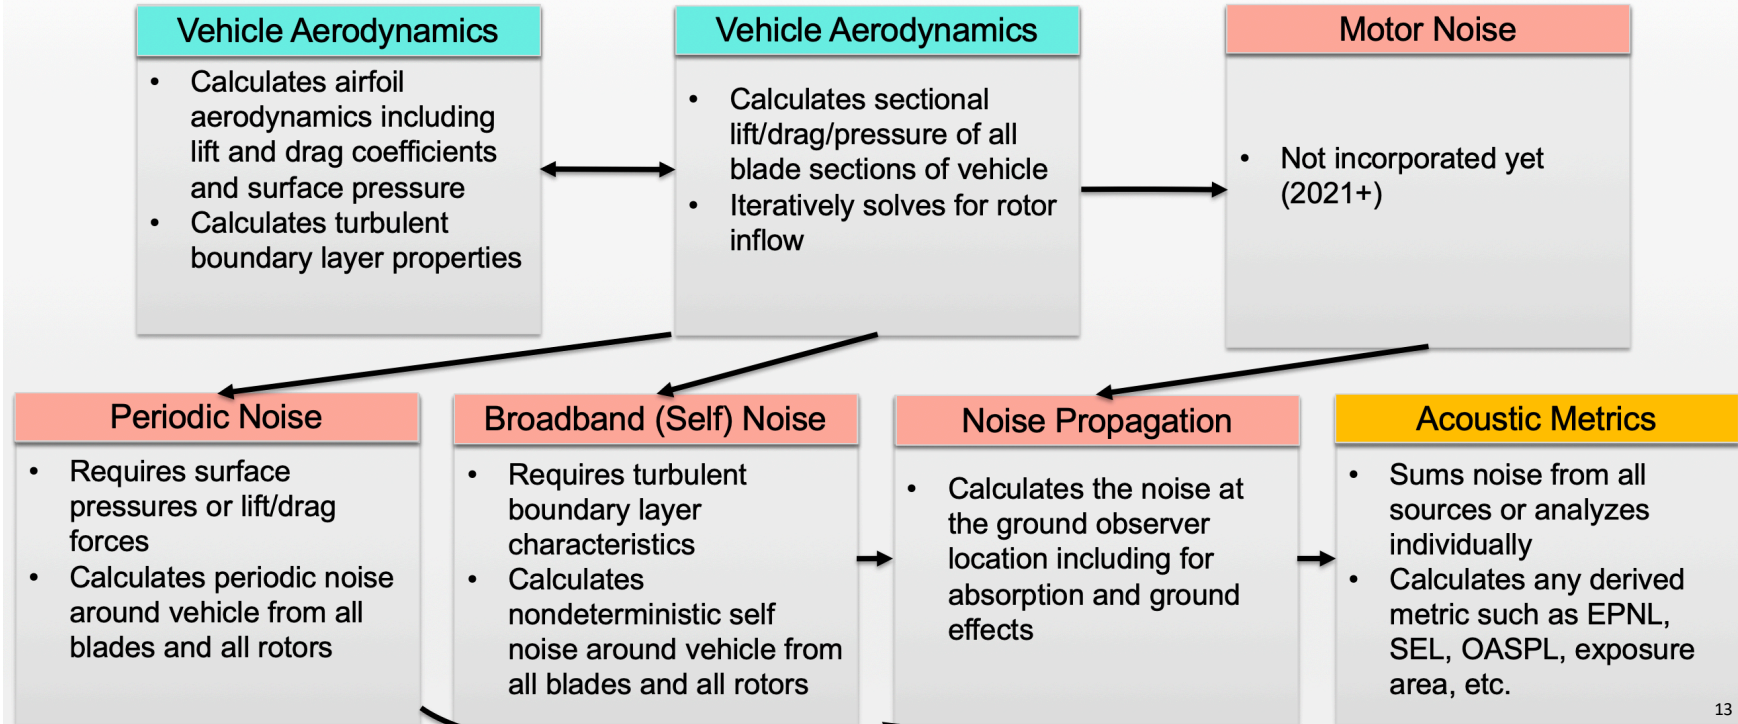 Vehicle Aerodynamics
• Calculates airfoil
aerodynamics including
lift and drag coefficients
and surface pressure
• Calculates turbulent
boundary layer properties
Vehicle Aerodynamics
• Calculates sectional
lift/drag/pressure of all
blade sections of vehicle
• Iteratively solves for rotor
inflow
Motor Noise
• Not incorporated yet
(2021+)
Periodic Noise
• Requires surface
pressures or lift/drag
forces
• Calculates periodic noise
around vehicle from all
blades and all rotors
Broadband (Self) Noise
• Requires turbulent
boundary layer
characteristics
• Calculates
nondeterministic self
noise around vehicle from
all blades and all rotors
Noise Propagation
• Calculates the noise at
the ground observer
location including for
absorption and ground
effects
Acoustic Metrics
• Sums noise from all
sources or analyzes
individually
• Calculates any derived
metric such as EPNL,
SEL, OASPL, exposure
area, etc.
13